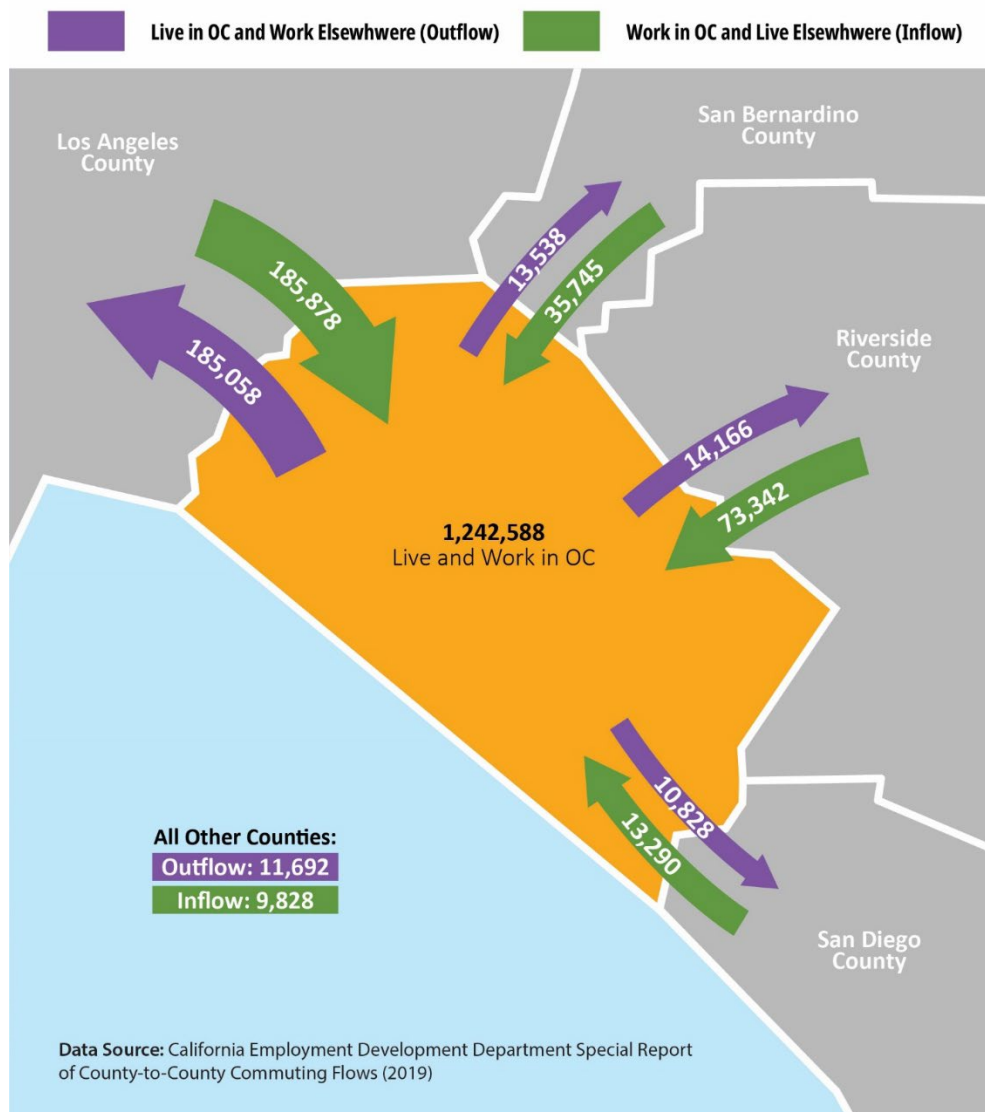 Live in OC and Work Elsewhwere (Outflow)
Work in OC and Live Elsewhwere (Inflow)
Los Angeles
County
San Bernardino
County
185,878
185,058
13,538
35,745
Riverside
County
14,166
73,342
1,242,588
Live and Work in OC
10,828
13,290
All Other Counties:
Outflow: 11,692
Inflow: 9,828
San Diego
County
Data Source: California Employment Development Department Special Report
of County-to-County Commuting Flows (2019)